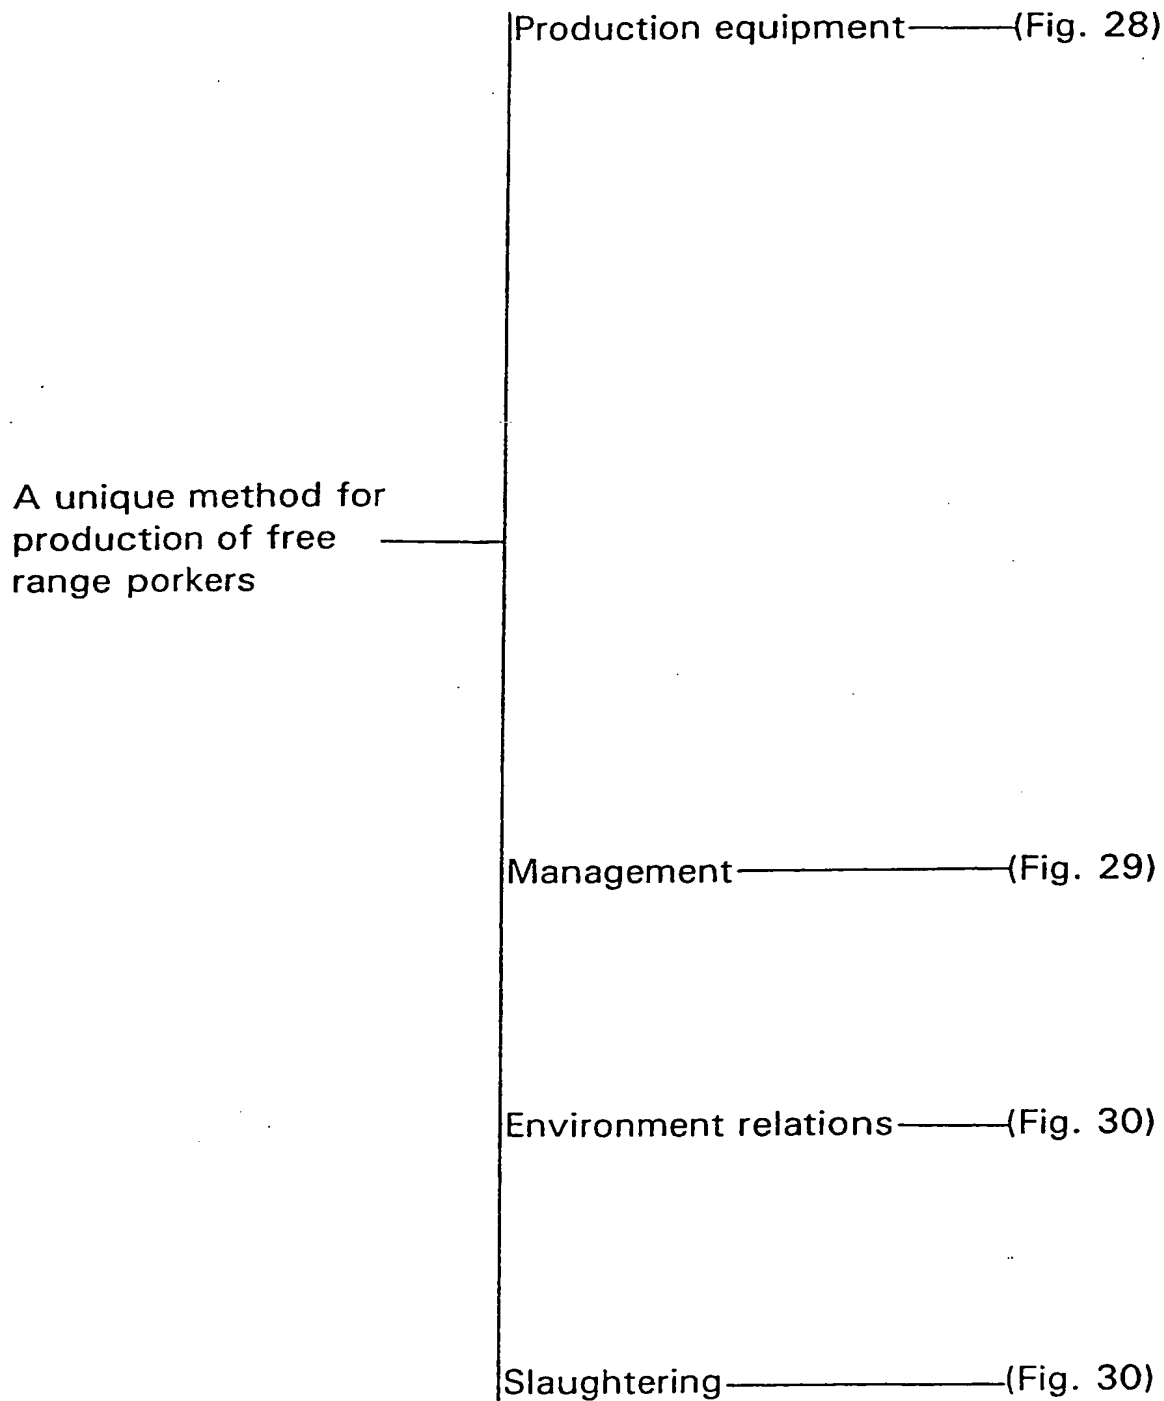 Production equipment (Fig. 28)
A unique method for
production of free
range porkers
Management (Fig. 29)
Environment relations (Fig. 30)
Slaughtering (Fig. 30)